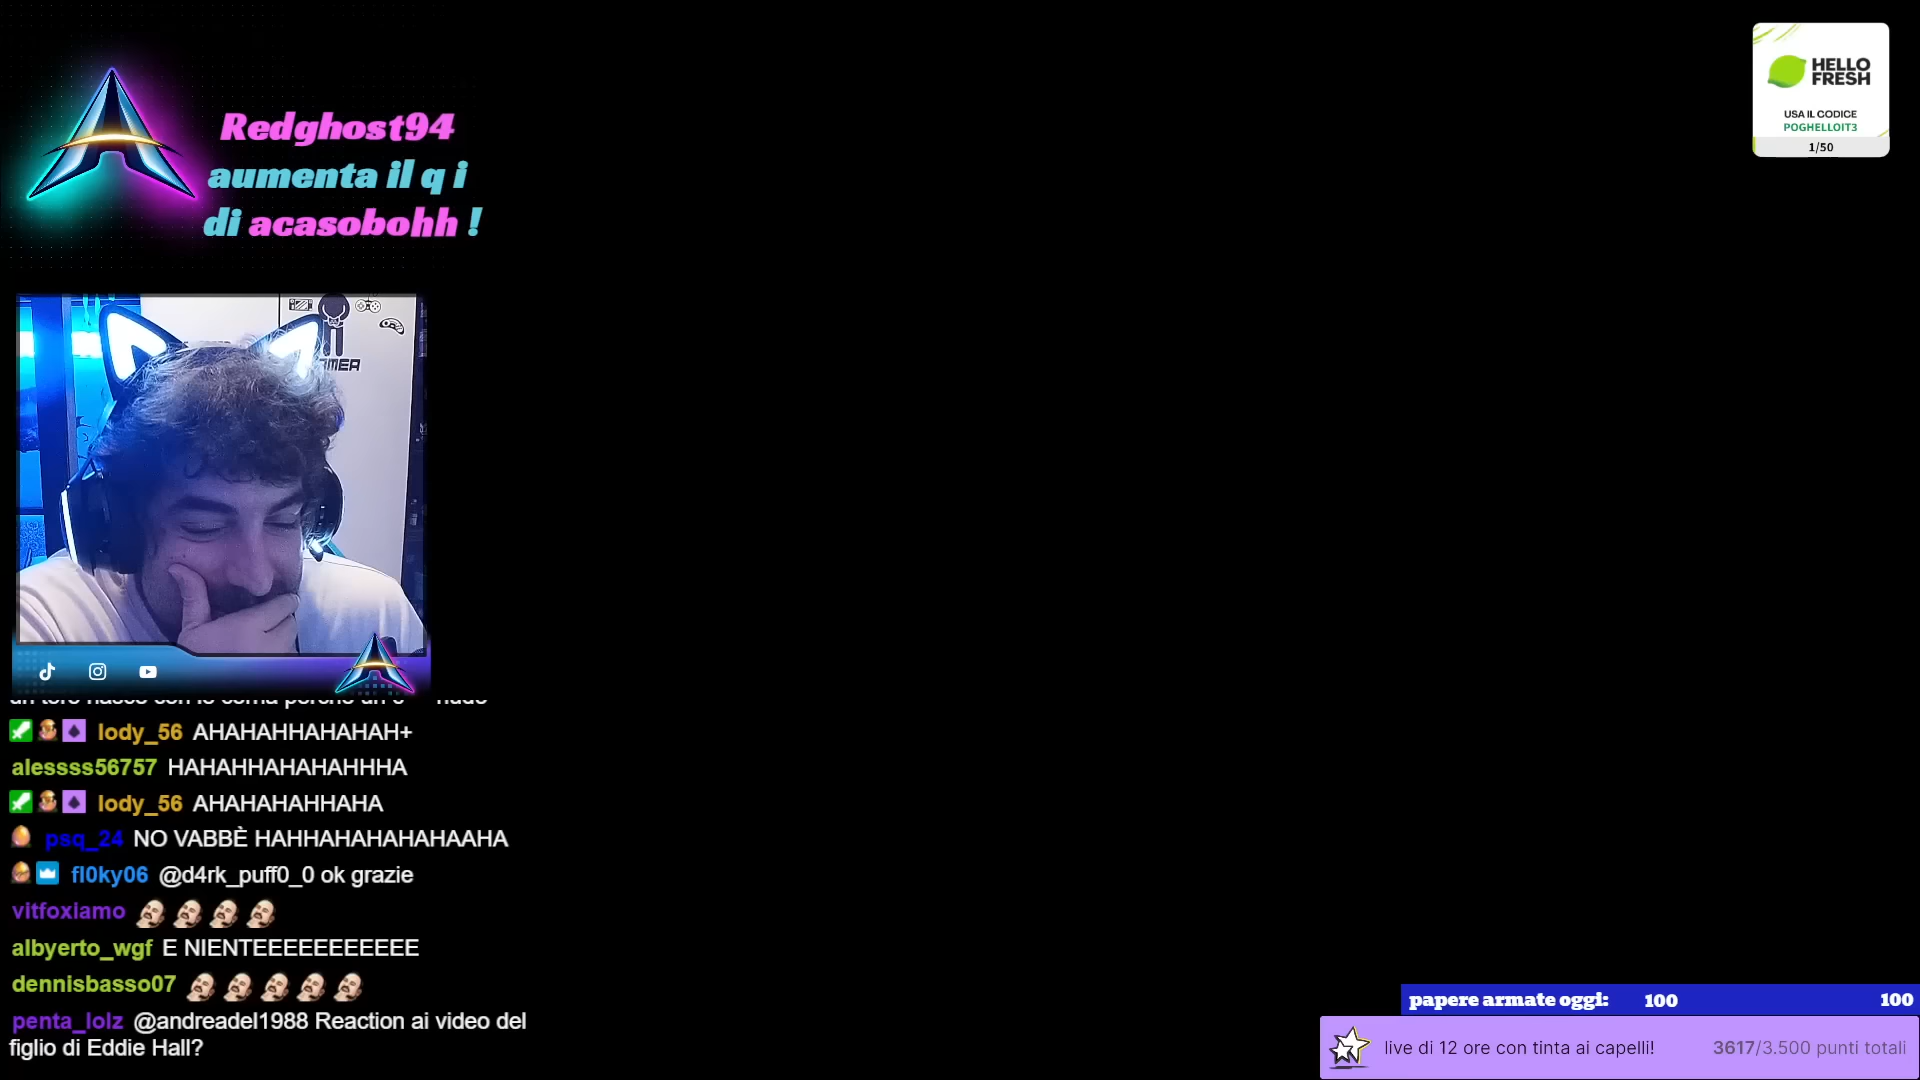 Redghost94
aumenta il q i
di acasobohh !
HELLO
FRESH
USA IL CODICE
POGHELLOIT3
1/50
lody_56 AHAHAHHAHAHAH+
alessss56757 HAHAHHAHAHAHHHA
lody_56 AHAHAHAHHAHA
psq_24 NO VABBÈ HAHHAHAHAHAHAAHA
fl0ky06 @d4rk_puff0_0 ok grazie
vitfoxiamo
albyerto_wgf E NIENTEEEEEEEEEEE
dennisbasso07
penta_lolz @andreadel1988 Reaction ai video del
figlio di Eddie Hall?
papere armate oggi: 100 100
live di 12 ore con tinta ai capelli! 3617/3.500 punti totali